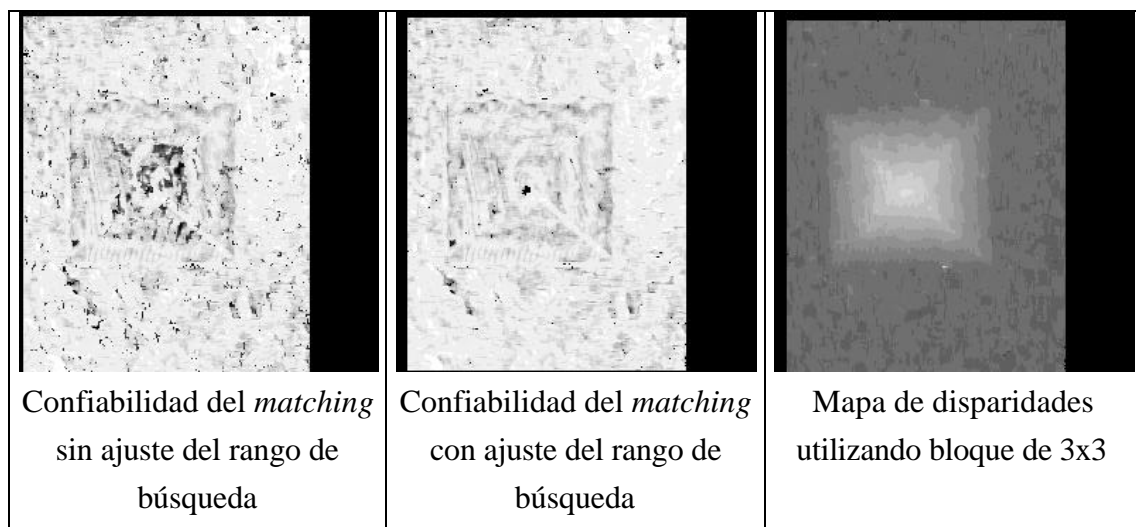 Confiabilidad del matching
sin ajuste del rango de
búsqueda
Confiabilidad del matching
con ajuste del rango de
búsqueda
Mapa de disparidades
utilizando bloque de 3x3